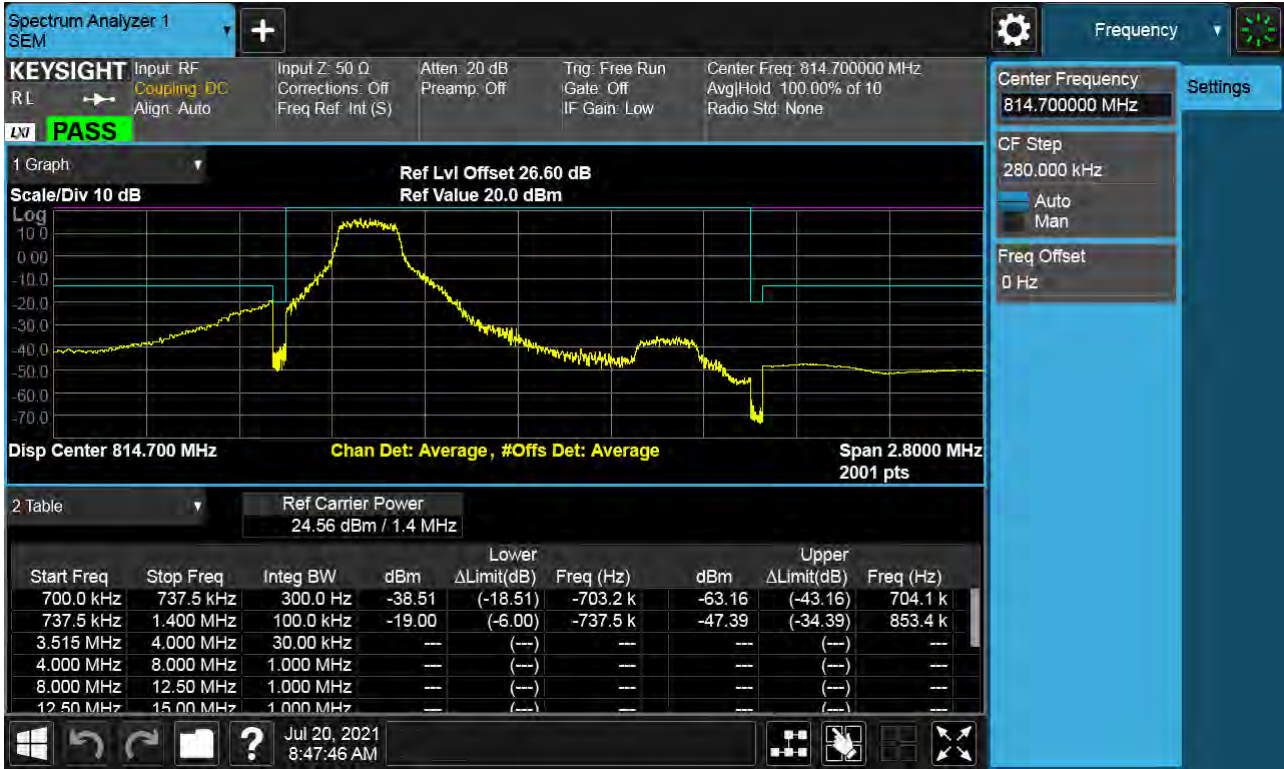 Spectrum Analyzer 1
SEM
Frequency
KEYSIGHT
R L
LXI
PASS
Input: RF
Coupling: DC
Align: Auto
Input Z: 50 Ω
Corrections: Off
Freq Ref: Int (S)
Atten: 20 dB
Preamp: Off
Trig: Free Run
Gate: Off
IF Gain: Low
Center Freq: 814.700000 MHz
Avg|Hold: 100.00% of 10
Radio Std: None
Center Frequency
814.700000 MHz
Settings
CF Step
280.000 kHz
Auto
Man
Freq Offset
0 Hz
1 Graph
Scale/Div 10 dB
Ref Lvl Offset 26.60 dB
Ref Value 20.0 dBm
Log
10.0
0.00
-10.0
-20.0
-30.0
-40.0
-50.0
-60.0
-70.0
Disp Center 814.700 MHz
Chan Det: Average, #Offs Det: Average
Span 2.8000 MHz
2001 pts
2 Table
Ref Carrier Power
24.56 dBm / 1.4 MHz
Lower Upper
Start Freq Stop Freq Integ BW dBm ΔLimit(dB) Freq (Hz) dBm ΔLimit(dB) Freq (Hz)
700.0 kHz 737.5 kHz 300.0 Hz -38.51 (-18.51) -703.2 k -63.16 (-43.16) 704.1 k
737.5 kHz 1.400 MHz 100.0 kHz -19.00 (-6.00) -737.5 k -47.39 (-34.39) 853.4 k
3.515 MHz 4.000 MHz 30.00 kHz --- (---) --- --- (---) ---
4.000 MHz 8.000 MHz 1.000 MHz --- (---) --- --- (---) ---
8.000 MHz 12.50 MHz 1.000 MHz --- (---) --- --- (---) ---
12.50 MHz 15.00 MHz 1.000 MHz --- (---) --- --- (---) ---
?
Jul 20, 2021
8:47:46 AM